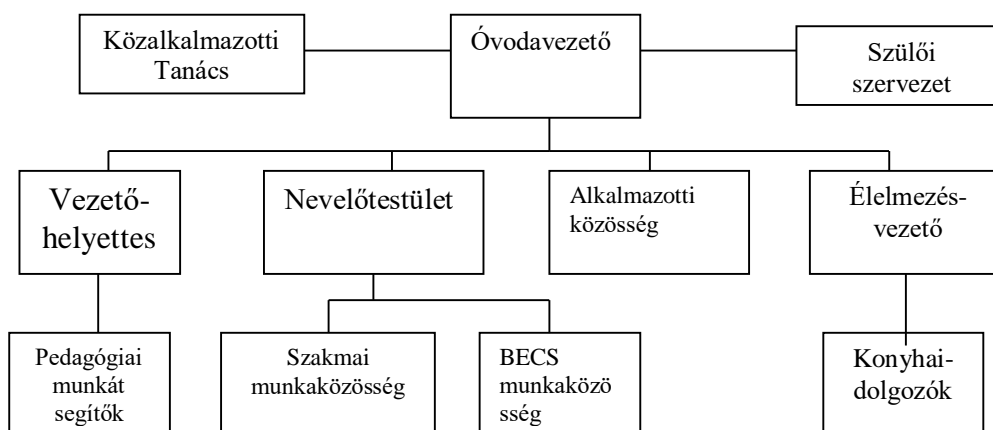 Közalkalmazotti
Tanács
Óvodavezető
Szülői
szervezet
Vezető-
helyettes
Nevelőtestület
Alkalmazotti
közösség
Élelmezés-
vezető
Pedagógiai
munkát
segítők
Szakmai
munkaközösség
BECS
munkaközö
sség
Konyhai-
dolgozók